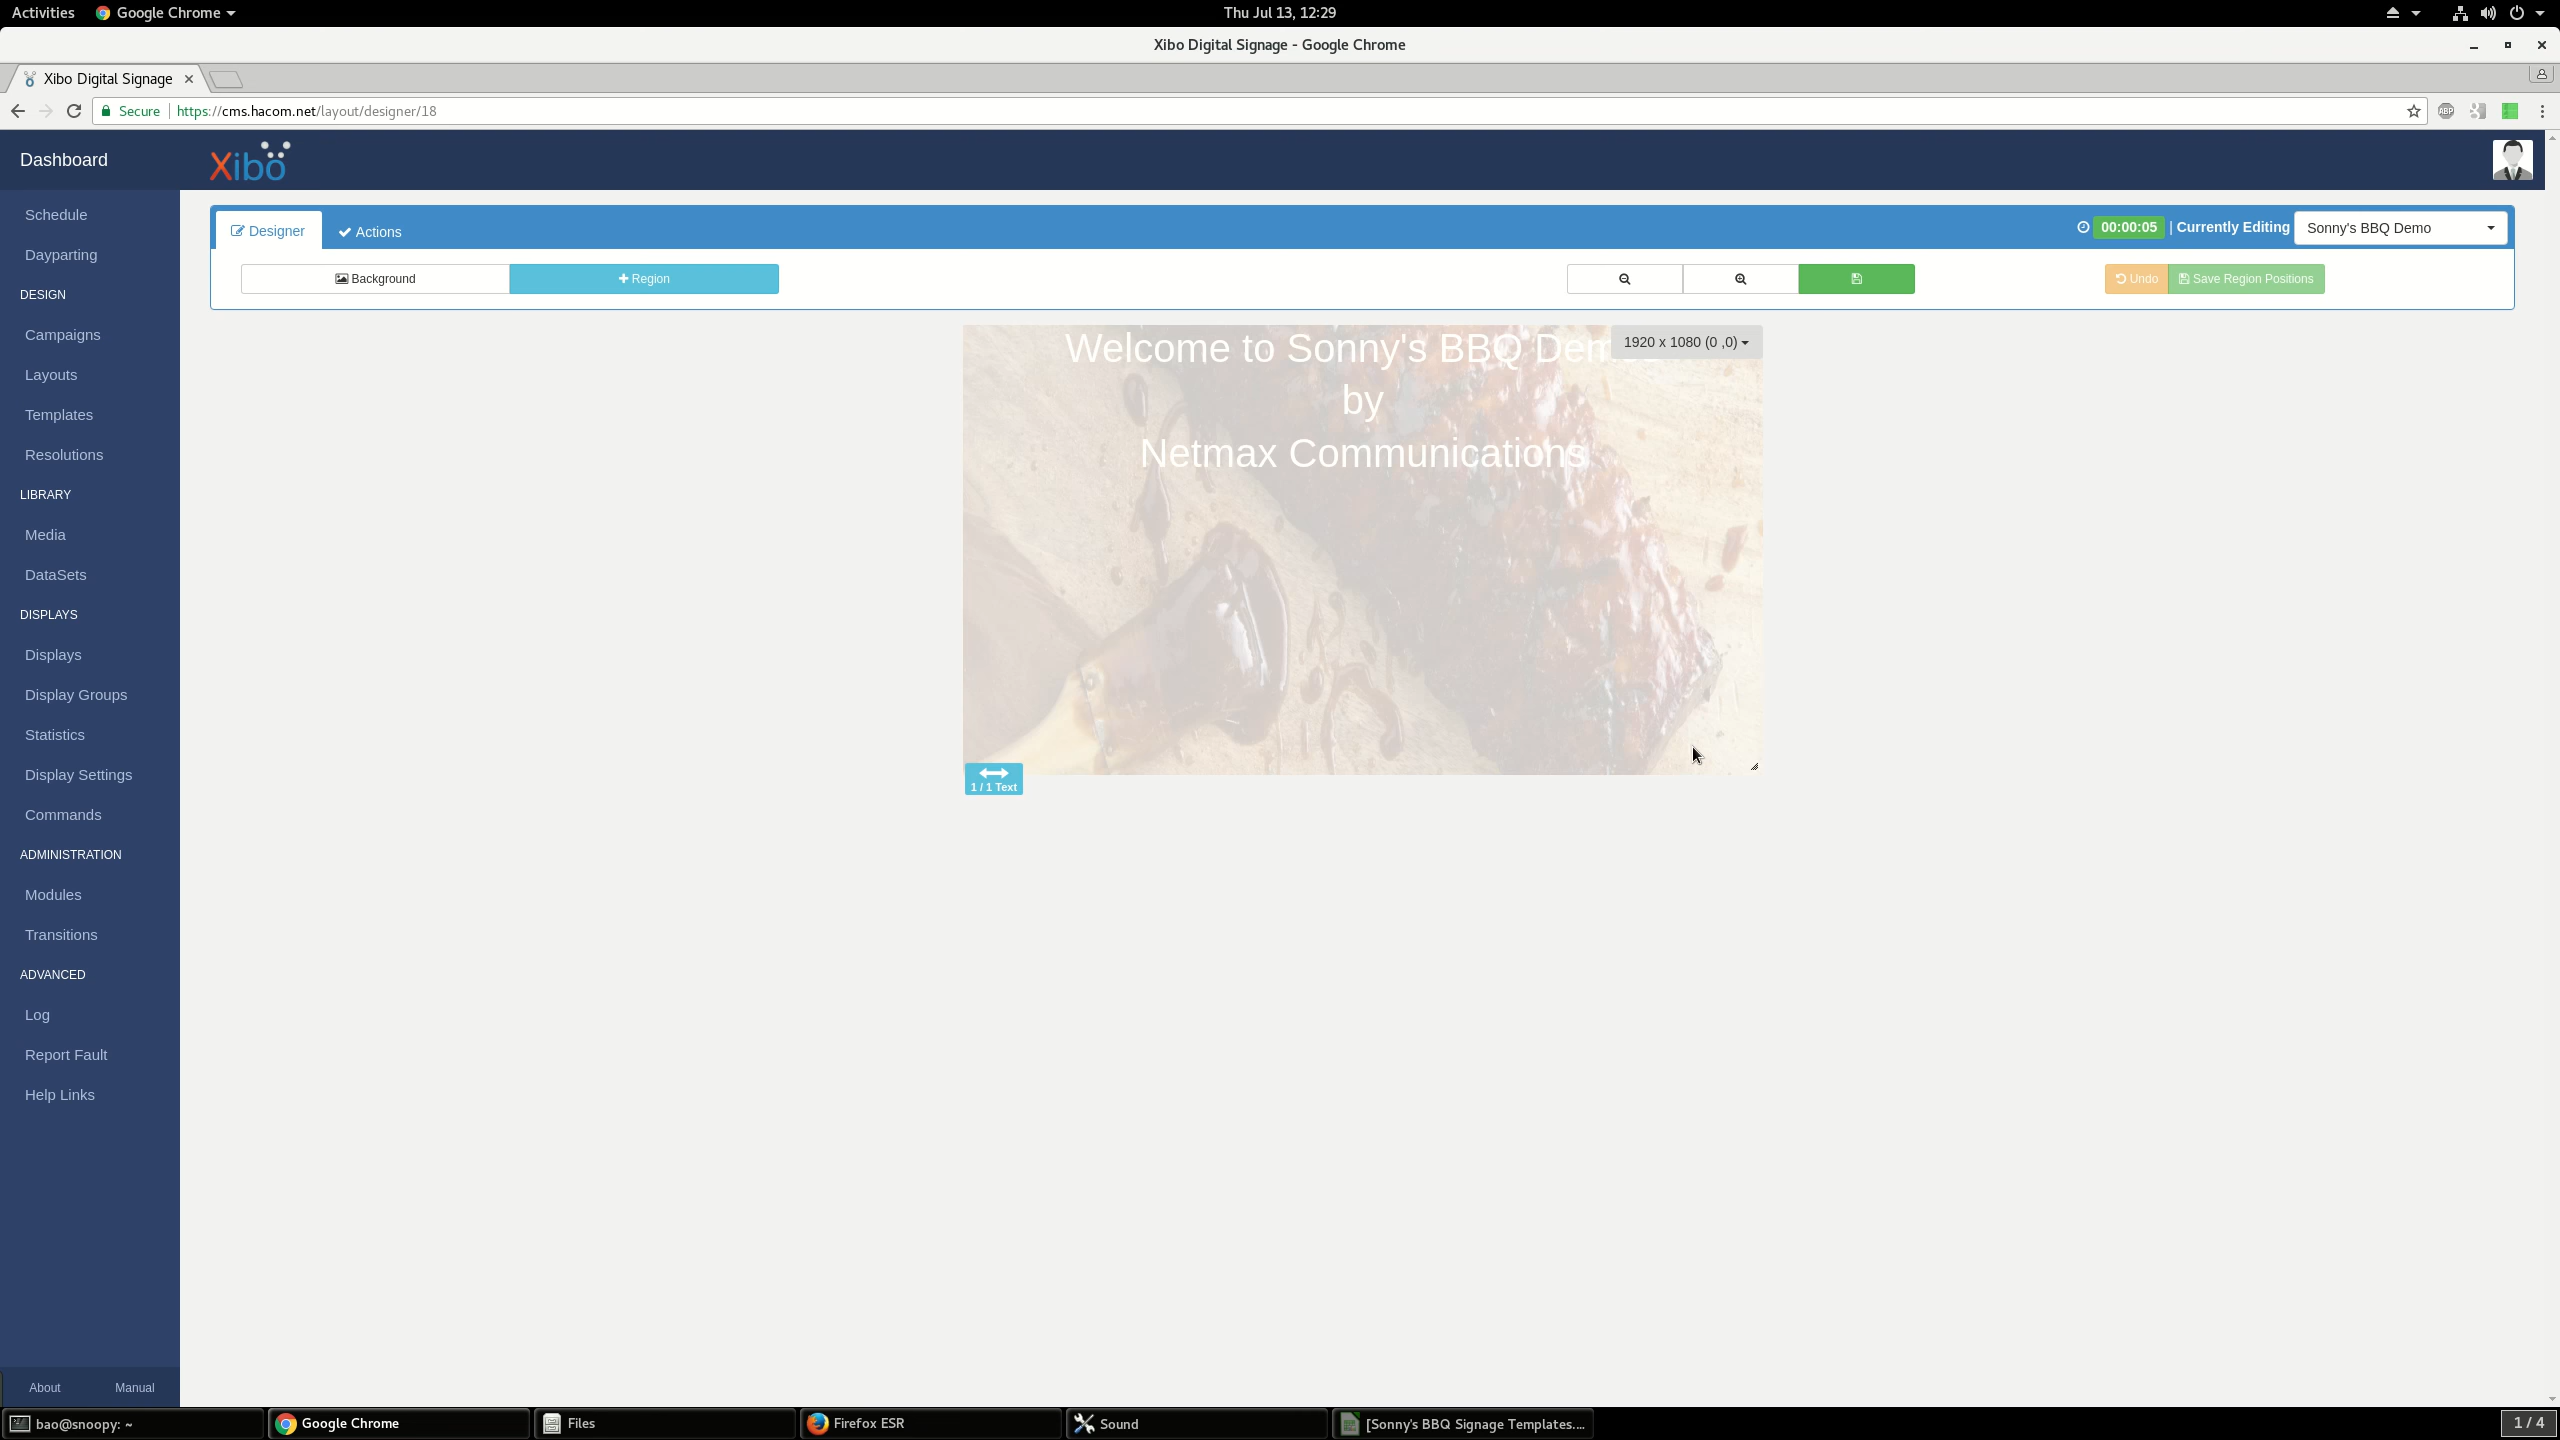 Activities
Google Chrome
Thu Jul 13, 12:29
Xibo Digital Signage - Google Chrome
Xibo Digital Signage
Secure
https://cms.hacom.net/layout/designer/18
ABP
Dashboard
Xibo
Schedule
Dayparting
DESIGN
Campaigns
Layouts
Templates
Resolutions
LIBRARY
Media
DataSets
DISPLAYS
Displays
Display Groups
Statistics
Display Settings
Commands
ADMINISTRATION
Modules
Transitions
ADVANCED
Log
Report Fault
Help Links
About
Manual
Designer
Actions
00:00:05 | Currently Editing
Sonny's BBQ Demo
Background
Region
Undo
Save Region Positions
Welcome to Sonny's BBQ Dem
1920 x 1080 (0 ,0)
by
Netmax Communications
1 / 1 Text
bao@snoopy: ~
Google Chrome
Files
Firefox ESR
Sound
[Sonny's BBQ Signage Templates....
1 / 4